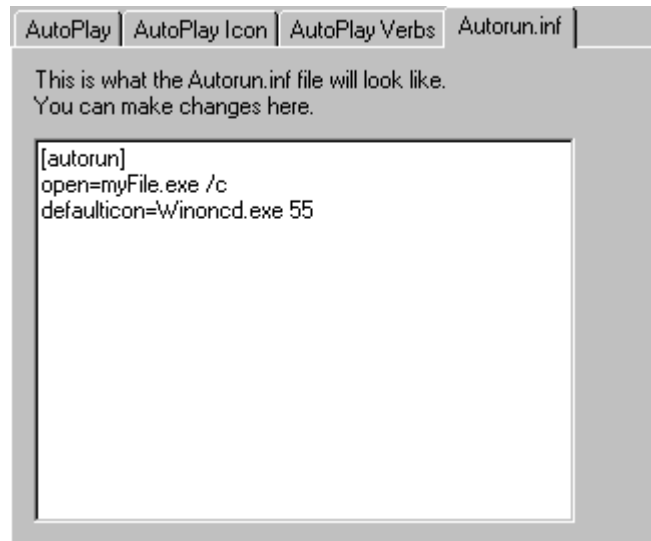 AutoPlay AutoPlay Icon AutoPlay Verbs Autorun.inf
This is what the Autorun.inf file will look like.
You can make changes here.
[autorun]
open=myFile.exe /c
defaulticon=Winoncd.exe 55